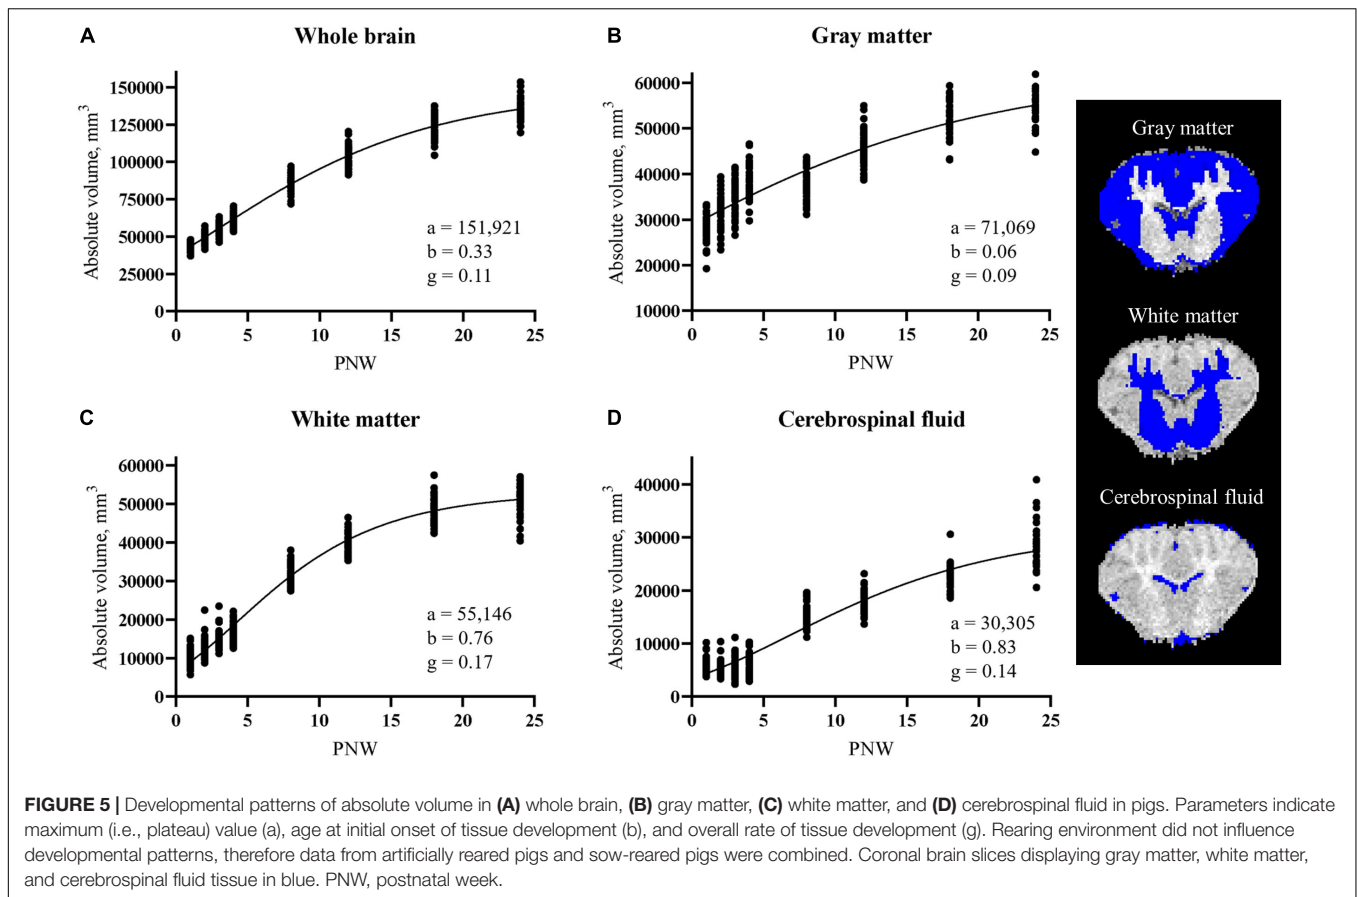 A
Whole brain
Absolute volume, mm3
150000
125000
100000
75000
50000
25000
0
a = 151,921
b = 0.33
g = 0.11
0 5 10 15 20 25
PNW
B
Gray matter
Absolute volume, mm3
60000
50000
40000
30000
20000
10000
a = 71,069
b = 0.06
g = 0.09
0 5 10 15 20 25
PNW
C
White matter
Absolute volume, mm3
60000
50000
40000
30000
20000
10000
0
a = 55,146
b = 0.76
g = 0.17
0 5 10 15 20 25
PNW
D
Cerebrospinal fluid
Absolute volume, mm3
40000
30000
20000
10000
0
a = 30,305
b = 0.83
g = 0.14
0 5 10 15 20 25
PNW
Gray matter
White matter
Cerebrospinal fluid
FIGURE 5 | Developmental patterns of absolute volume in (A) whole brain, (B) gray matter, (C) white matter, and (D) cerebrospinal fluid in pigs. Parameters indicate
maximum (i.e., plateau) value (a), age at initial onset of tissue development (b), and overall rate of tissue development (g). Rearing environment did not influence
developmental patterns, therefore data from artificially reared pigs and sow-reared pigs were combined. Coronal brain slices displaying gray matter, white matter,
and cerebrospinal fluid tissue in blue. PNW, postnatal week.